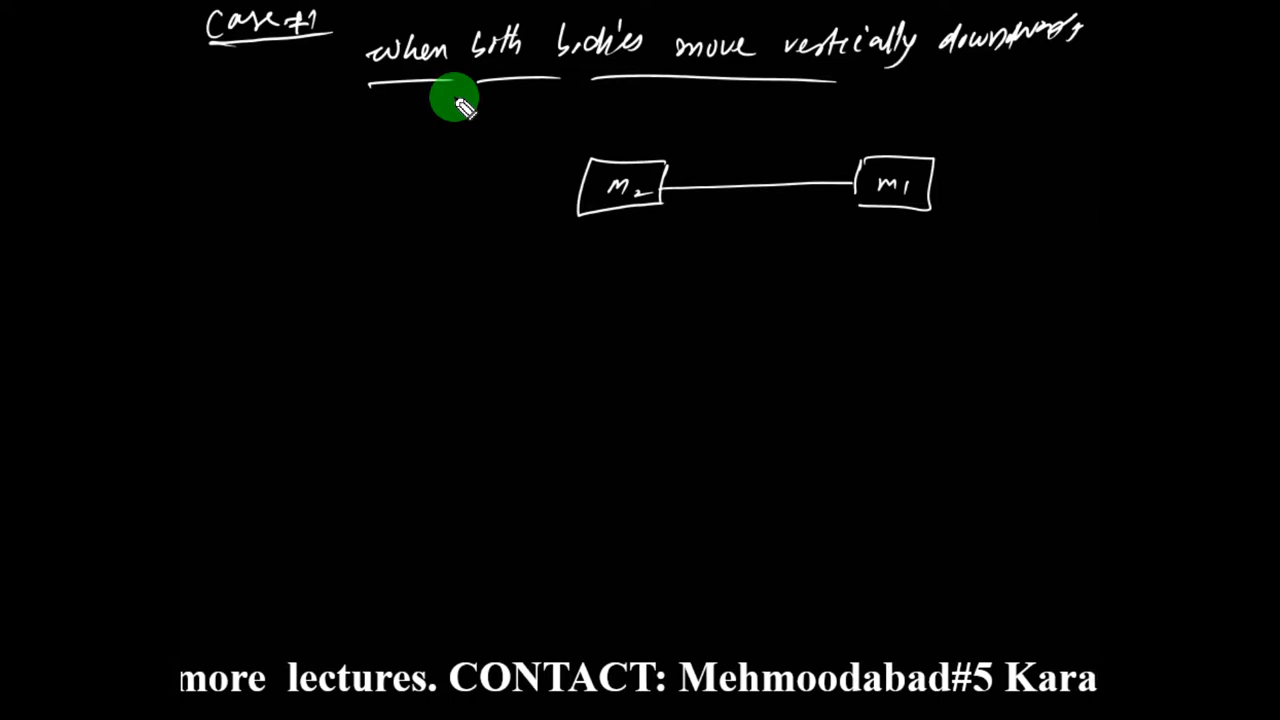 Case #1
when both bodies move vertically downwards
m2 m1
more lectures. CONTACT: Mehmoodabad#5 Kara